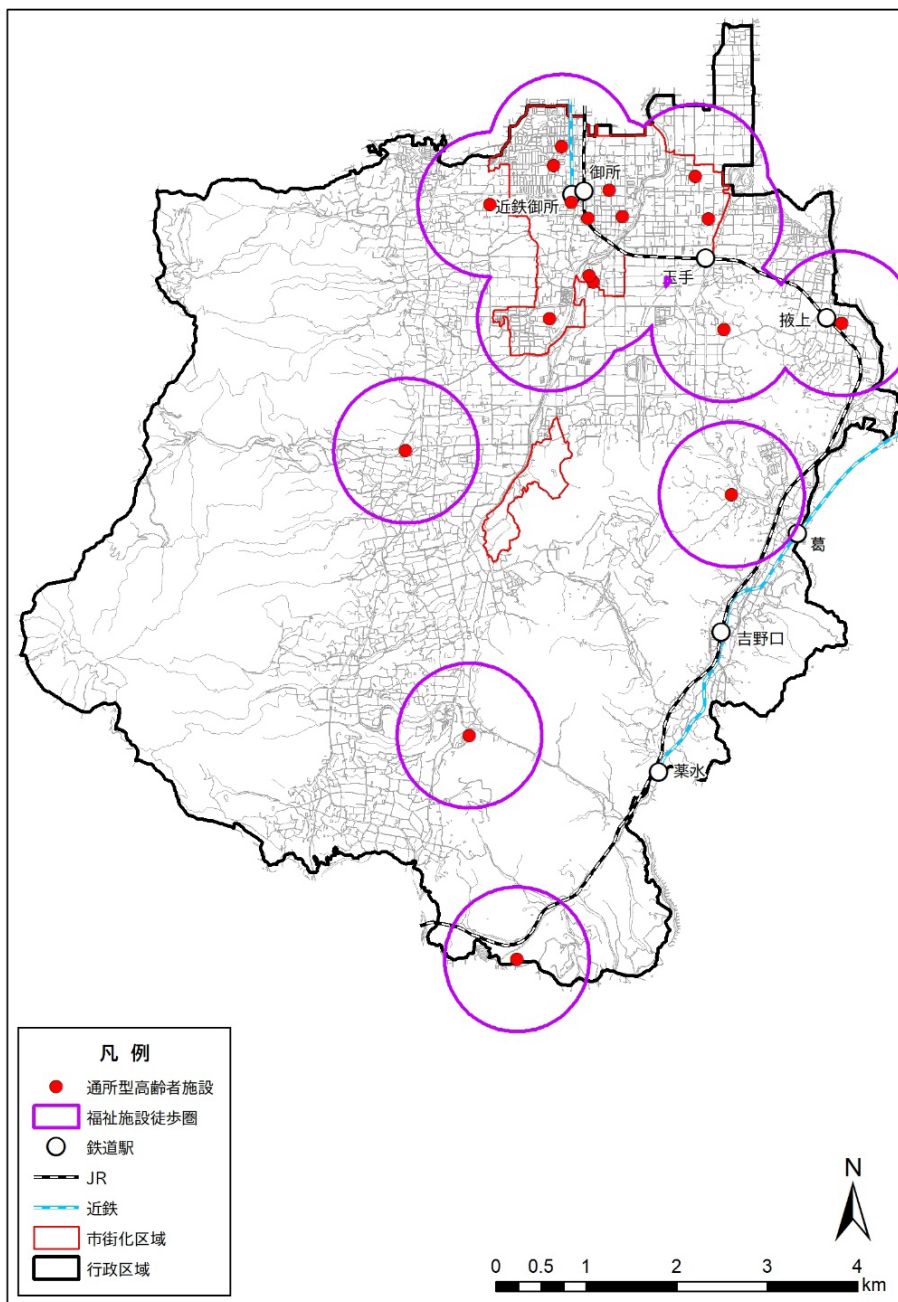 御所
近鉄御所
玉手
掖上
葛
吉野口
薬水
凡 例
通所型高齢者施設
福祉施設徒歩圏
鉄道駅
JR
近鉄
市街化区域
行政区域
N
0 0.5 1 2 3 4
km